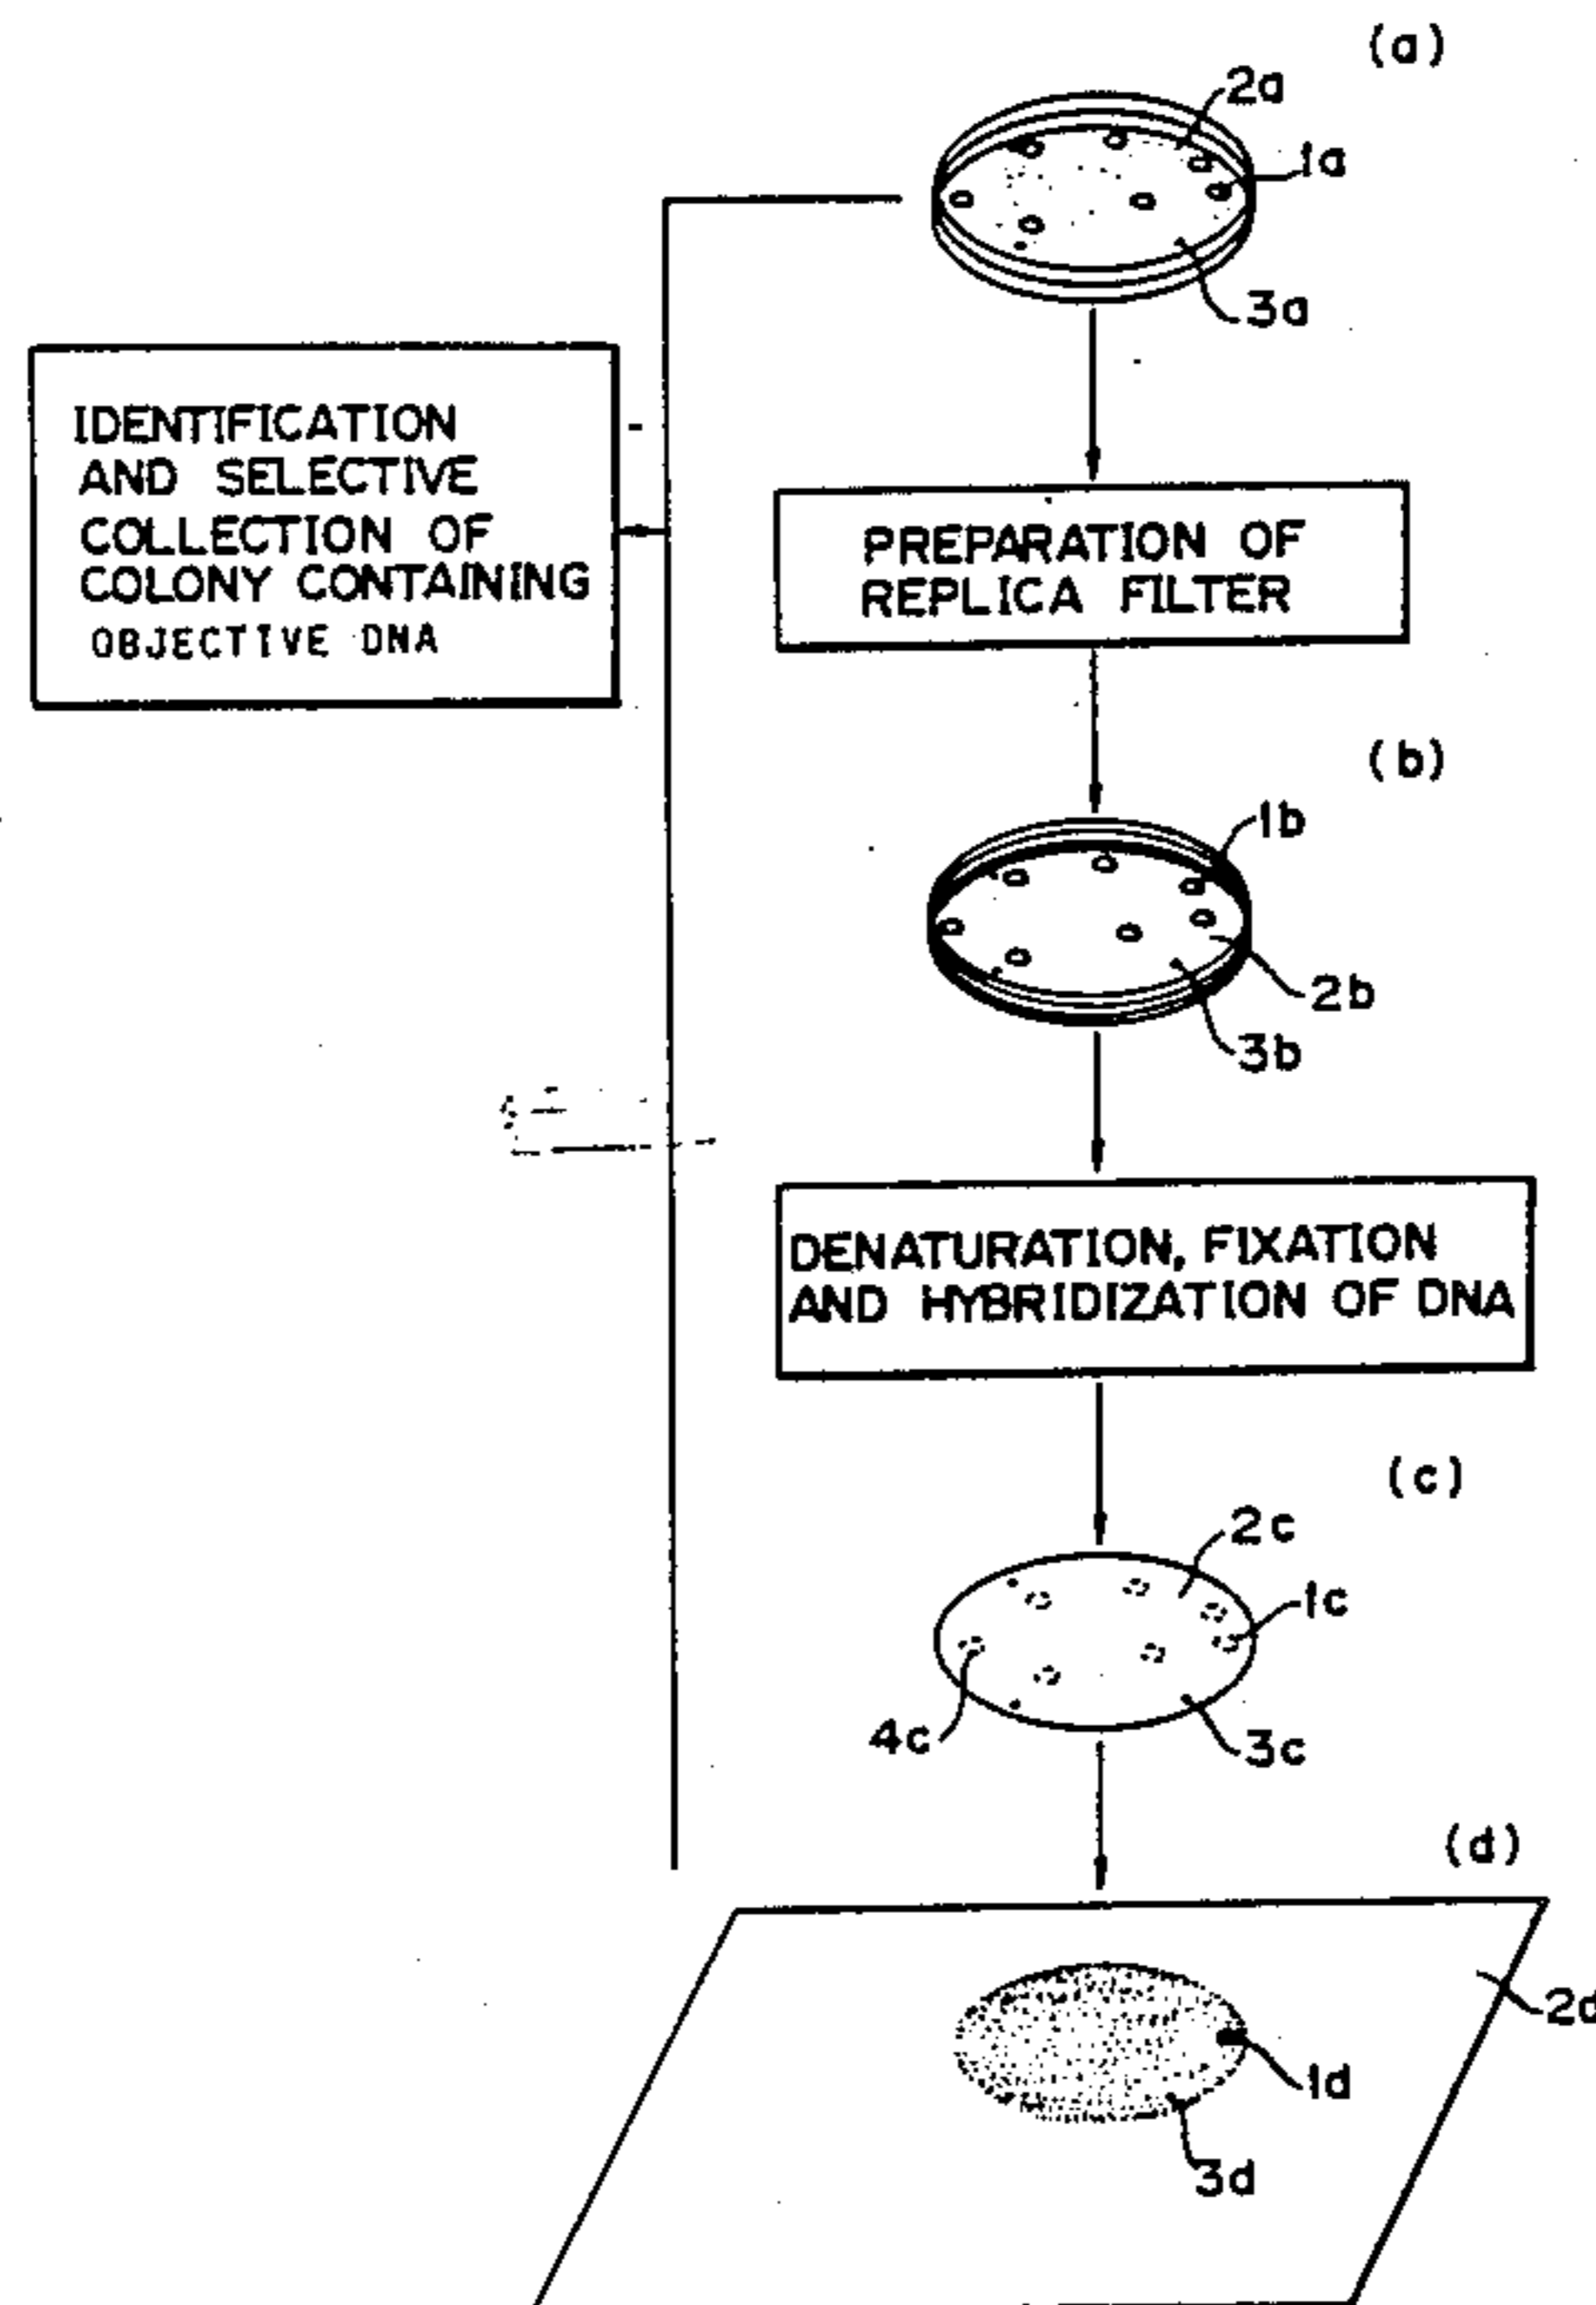 (a)
2a
1a
3a
IDENTIFICATION
AND SELECTIVE
COLLECTION OF
COLONY CONTAINING
OBJECTIVE DNA
PREPARATION OF
REPLICA FILTER
(b)
1b
2b
3b
DENATURATION, FIXATION
AND HYBRIDIZATION OF DNA
(c)
2c
1c
4c
3c
(d)
2d
1d
3d